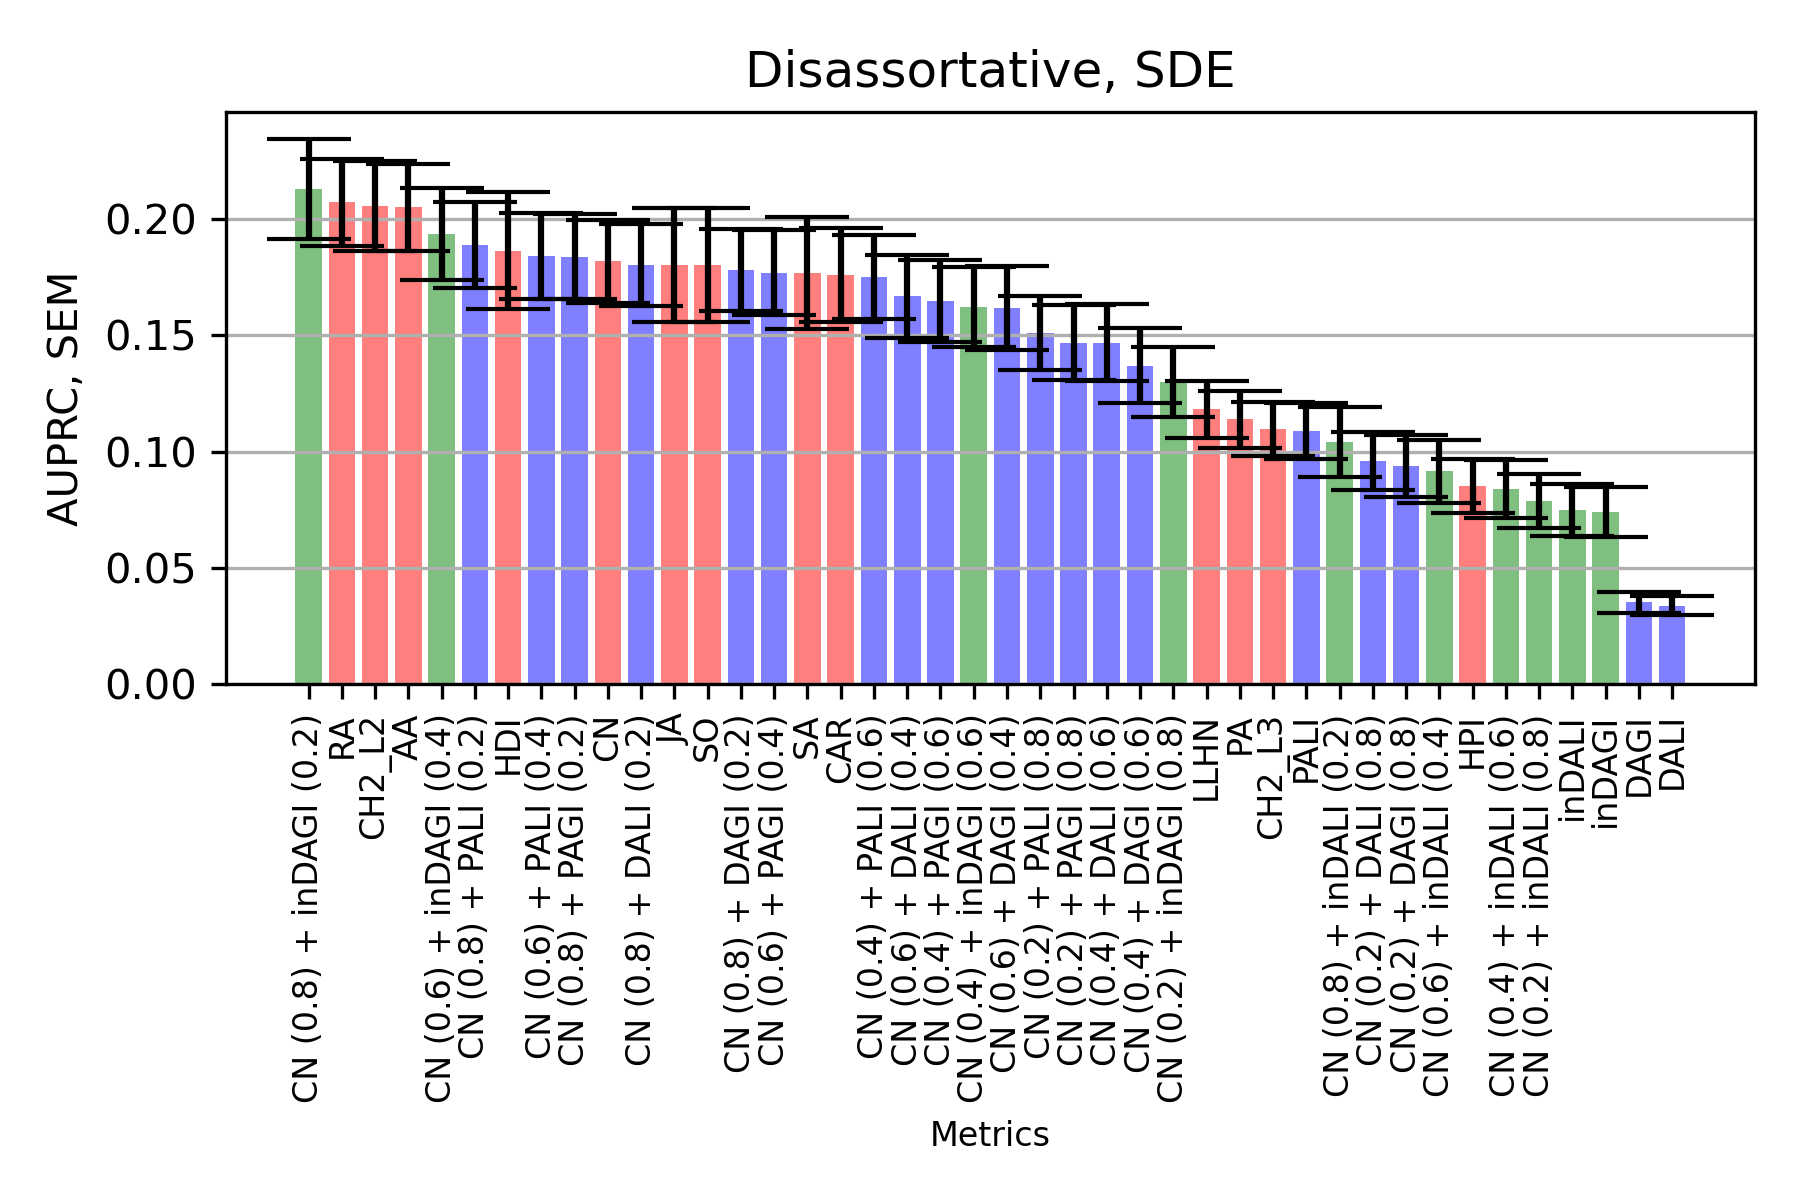 Disassortative, SDE
AUPRC, SEM
0.20
0.15
0.10
0.05
0.00
CN (0.8) + inDAGI (0.2)
RA
CH2_L2
AA
CN (0.6) + inDAGI (0.4)
CN (0.8) + PALI (0.2)
HDI
CN (0.6) + PALI (0.4)
CN (0.8) + PAGI (0.2)
CN
CN (0.8) + DALI (0.2)
JA
SO
CN (0.8) + DAGI (0.2)
CN (0.6) + PAGI (0.4)
SA
CAR
CN (0.4) + PALI (0.6)
CN (0.6) + DALI (0.4)
CN (0.4) + PAGI (0.6)
CN (0.4) + inDAGI (0.6)
CN (0.6) + DAGI (0.4)
CN (0.2) + PALI (0.8)
CN (0.2) + PAGI (0.8)
CN (0.4) + DALI (0.6)
CN (0.4) + DAGI (0.6)
CN (0.2) + inDAGI (0.8)
LLHN
PA
CH2_L3
PALI
CN (0.8) + inDALI (0.2)
CN (0.2) + DALI (0.8)
CN (0.2) + DAGI (0.8)
CN (0.6) + inDALI (0.4)
HPI
CN (0.4) + inDALI (0.6)
CN (0.2) + inDALI (0.8)
inDALI
inDAGI
DAGI
DALI
Metrics